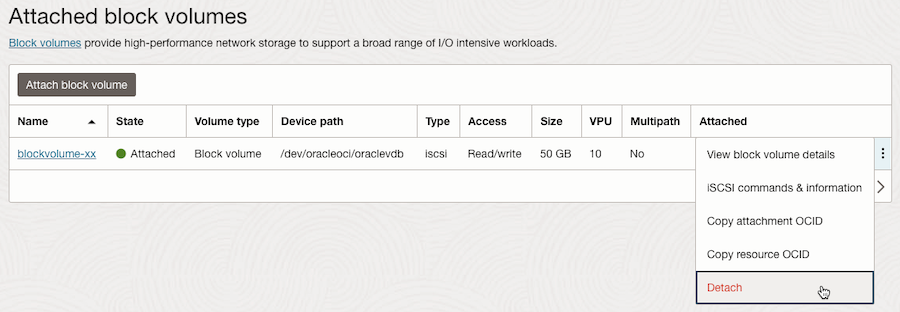 Attached block volumes
Block volumes provide high-performance network storage to support a broad range of I/O intensive workloads.
Attach block volume
Name State Volume type Device path Type Access Size VPU Multipath Attached
blockvolume-xx Attached Block volume /dev/oracleoci/oraclevdb iscsi Read/write 50 GB 10 No
View block volume details
iSCSI commands & information
Copy attachment OCID
Copy resource OCID
Detach